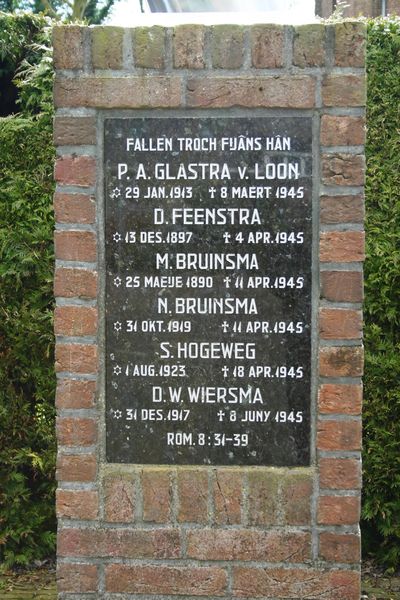 FALLEN TROCH FIJÂNS HÂN
P. A. GLASTRA v. LOON
✡ 29 JAN. 1913 ✝ 8 MAERT 1945
D. FEENSTRA
✡ 13 DES. 1897 ✝ 4 APR. 1945
M. BRUINSMA
✡ 25 MAEIJE 1890 ✝ 11 APR. 1945
N. BRUINSMA
✡ 31 OKT. 1919 ✝ 11 APR. 1945
S. HOGEWEG
✡ 1 AUG. 1923 ✝ 18 APR. 1945
D. W. WIERSMA
✡ 31 DES. 1917 ✝ 8 JUNY 1945
ROM. 8 : 31-39